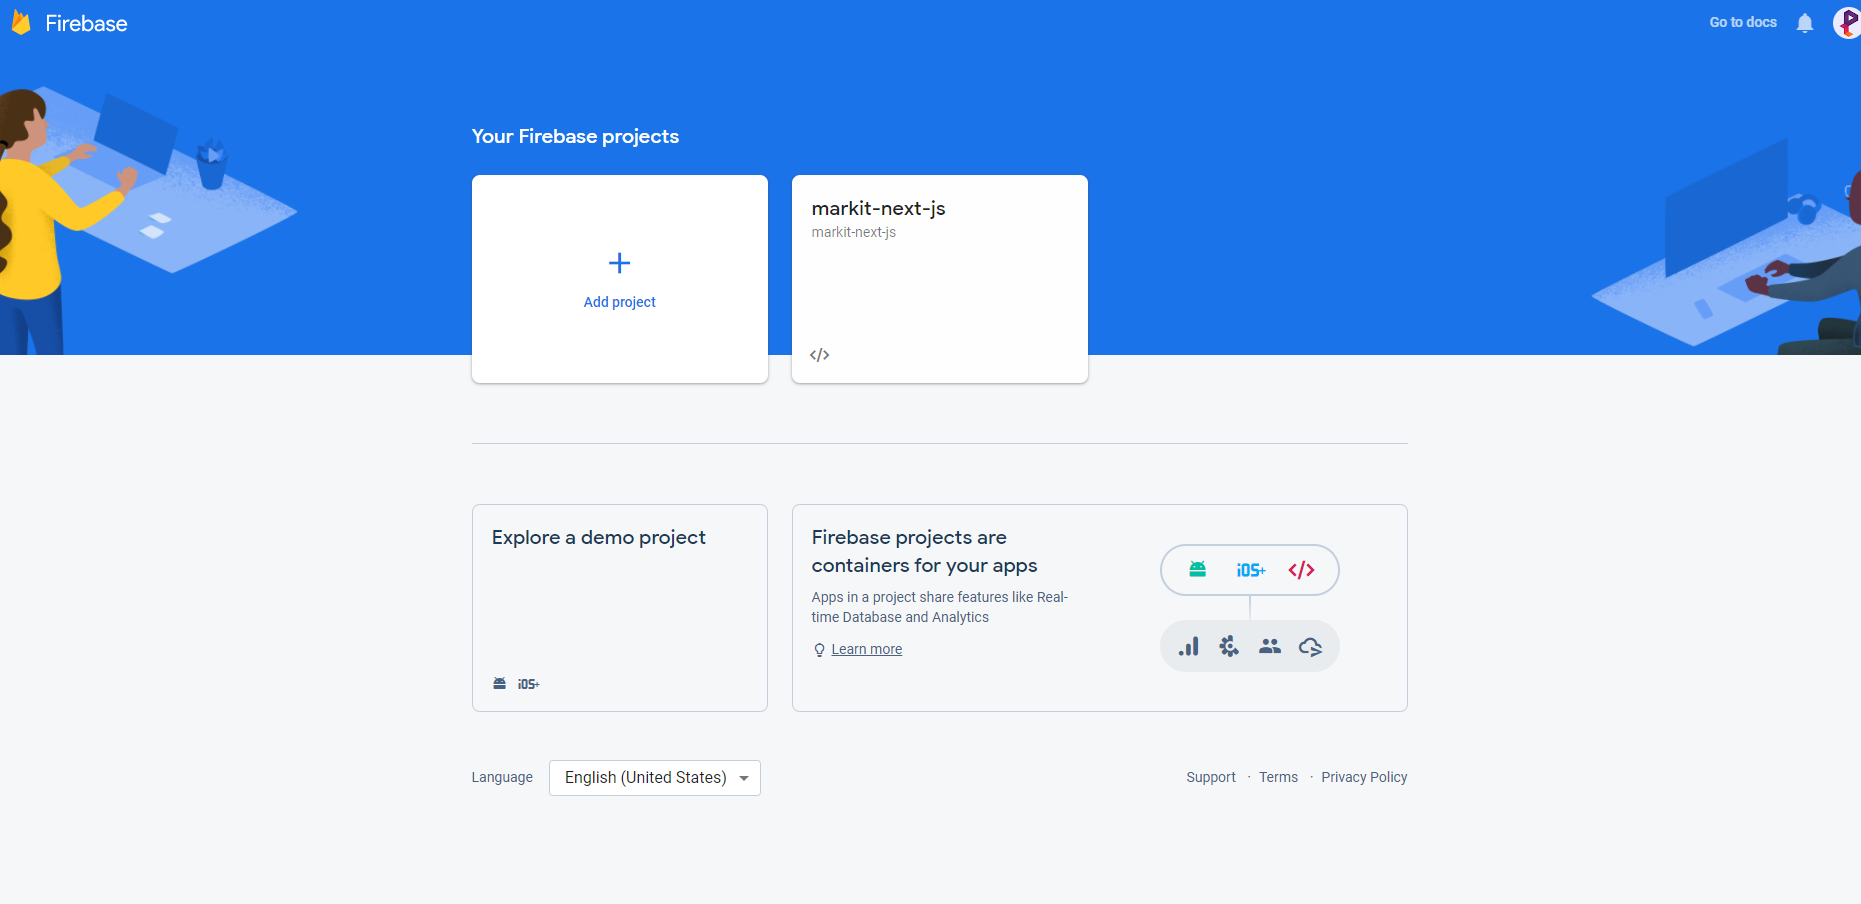 Firebase
Go to docs
Your Firebase projects
Add project
markit-next-js
markit-next-js
</>
Explore a demo project
iOS+
Firebase projects are
containers for your apps
Apps in a project share features like Real-
time Database and Analytics
Learn more
iOS+ </>
Language English (United States)
Support · Terms · Privacy Policy